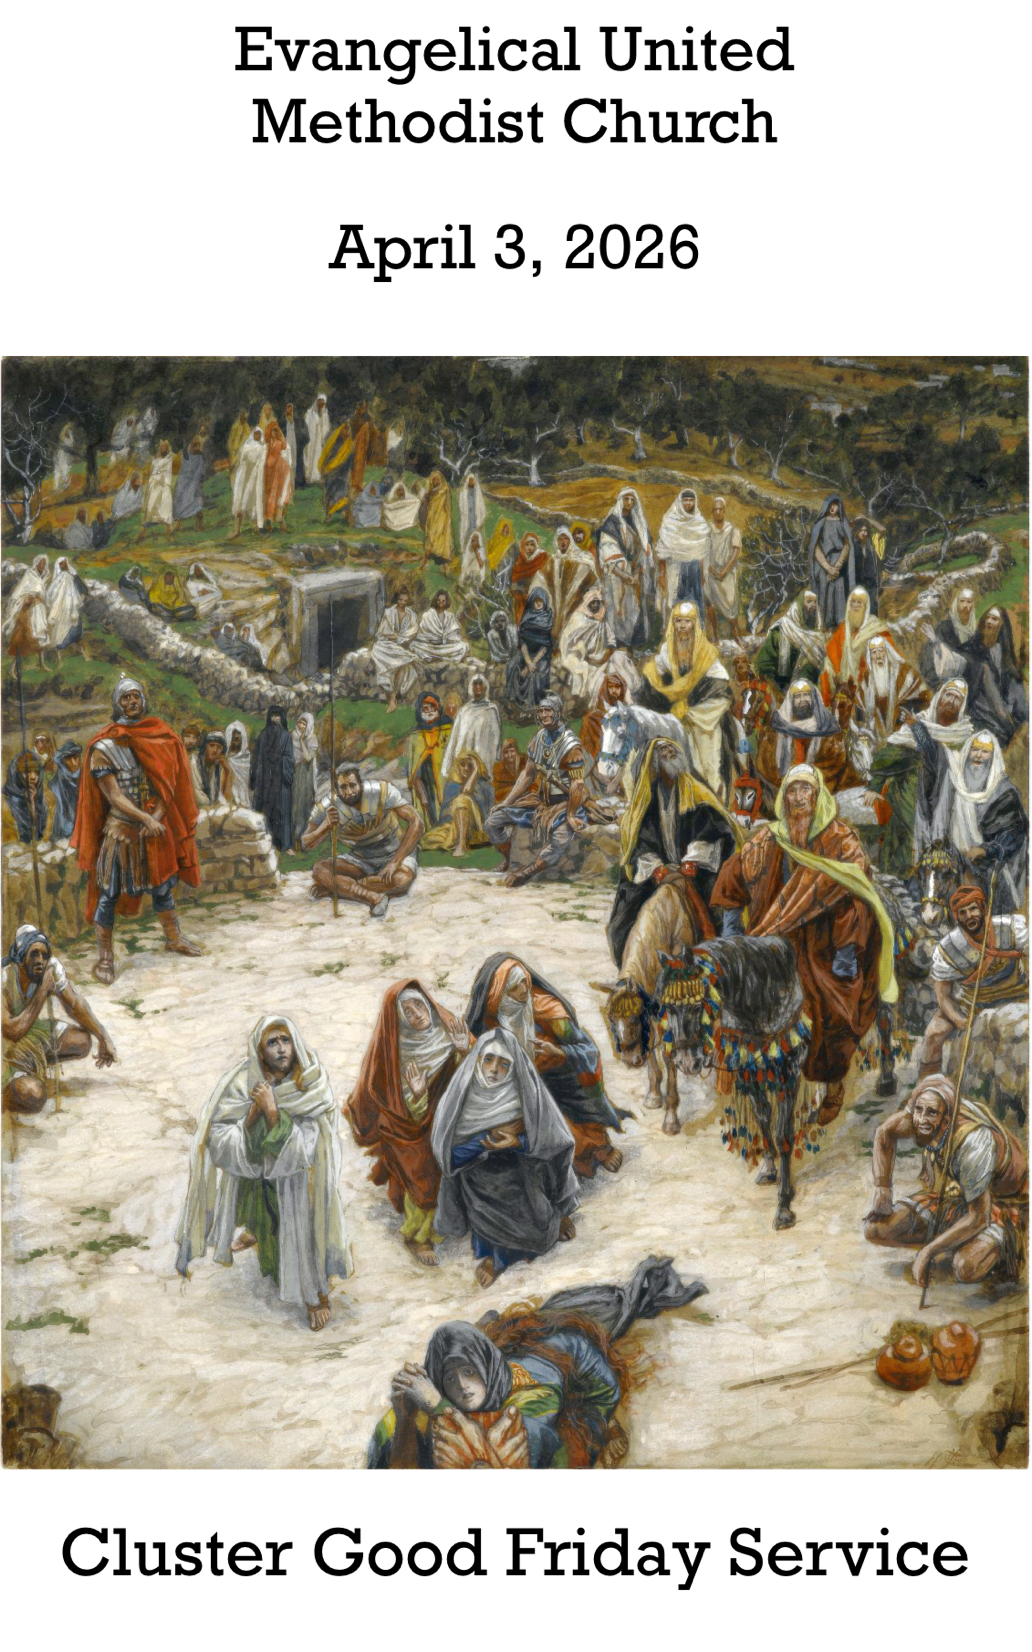 Evangelical United
Methodist Church
April 3, 2026
Cluster Good Friday Service